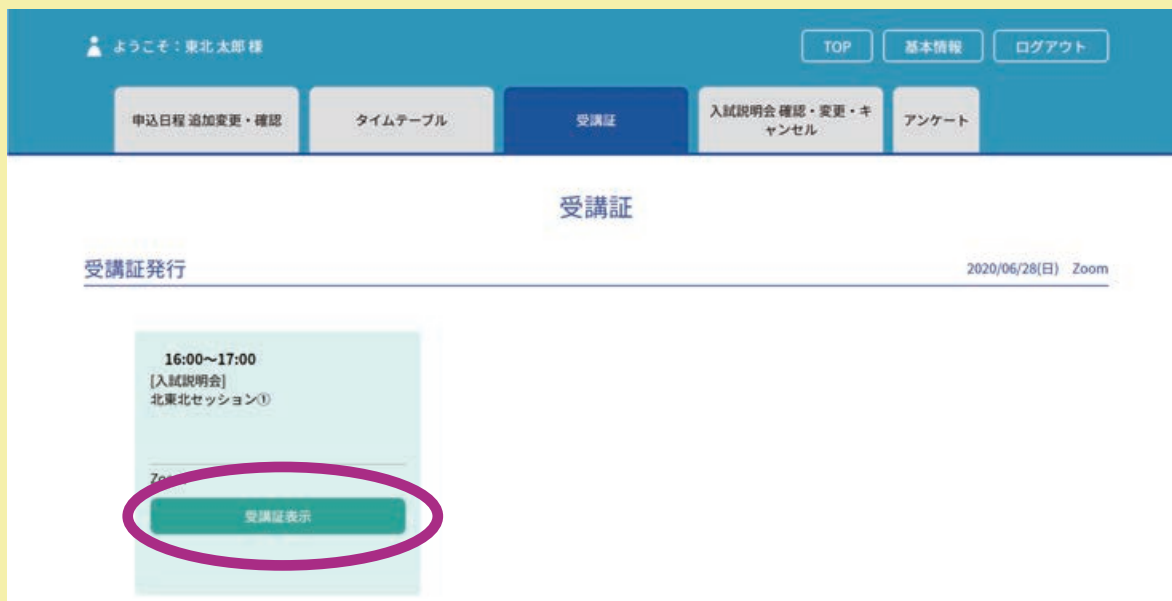 ようこそ：東北 太郎 様
TOP
基本情報
ログアウト
申込日程 追加変更・確認
タイムテーブル
受講証
入試説明会 確認・変更・キ
ャンセル
アンケート
受講証
受講証発行
2020/06/28(日) Zoom
16:00～17:00
[入試説明会]
北東北セッション①
受講証表示